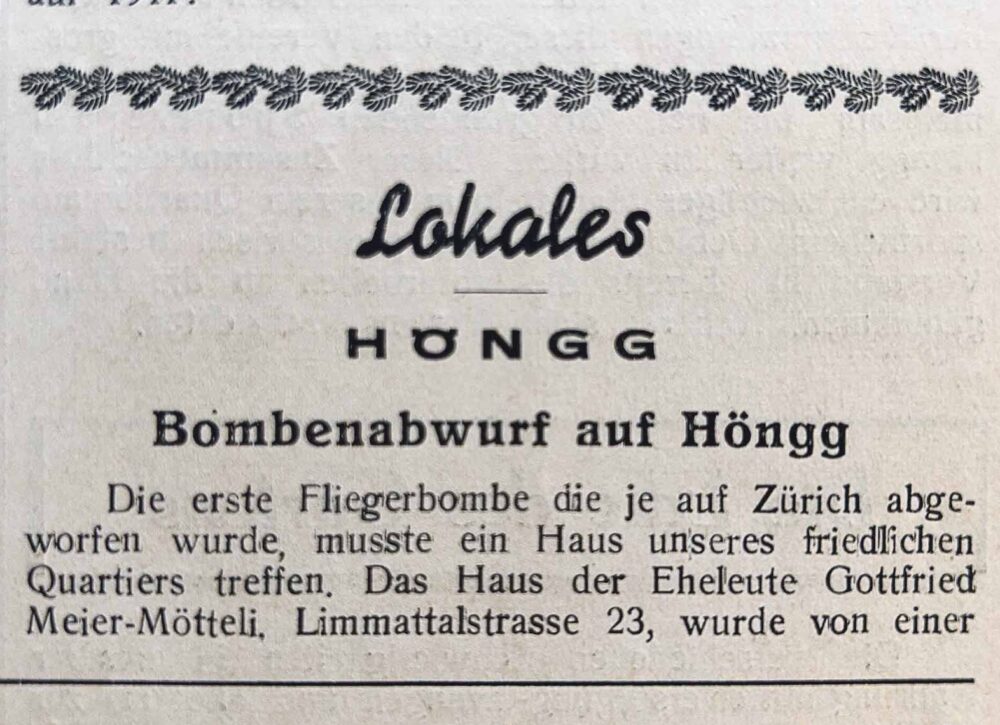 Lokales
HÖNGG
Bombenabwurf auf Höngg
Die erste Fliegerbombe die je auf Zürich abge-
worfen wurde, musste ein Haus unseres friedlichen
Quartiers treffen. Das Haus der Eheleute Gottfried
Meier-Mötteli, Limmattalstrasse 23, wurde von einer